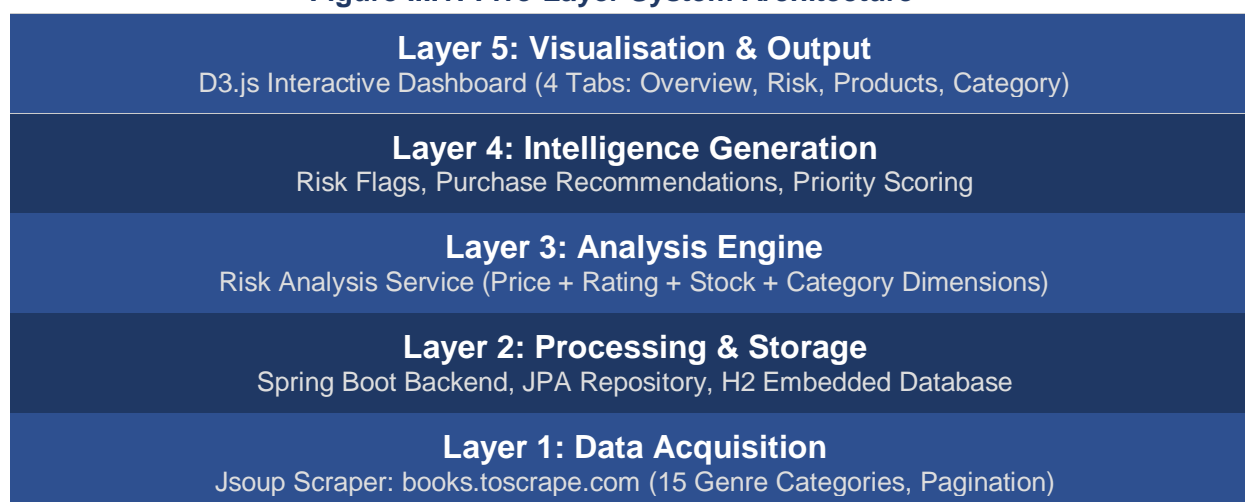 Layer 5: Visualisation & Output
D3.js Interactive Dashboard (4 Tabs: Overview, Risk, Products, Category)
Layer 4: Intelligence Generation
Risk Flags, Purchase Recommendations, Priority Scoring
Layer 3: Analysis Engine
Risk Analysis Service (Price + Rating + Stock + Category Dimensions)
Layer 2: Processing & Storage
Spring Boot Backend, JPA Repository, H2 Embedded Database
Layer 1: Data Acquisition
Jsoup Scraper: books.toscrape.com (15 Genre Categories, Pagination)